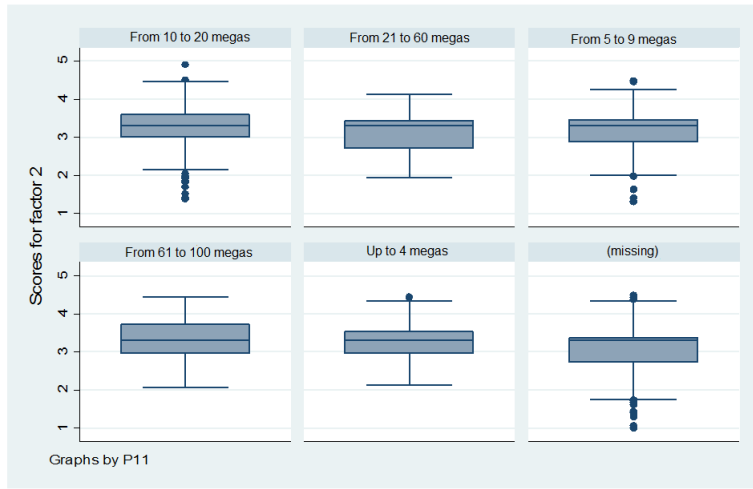 From 10 to 20 megas
From 21 to 60 megas
From 5 to 9 megas
5
4
3
2
1
From 61 to 100 megas
Up to 4 megas
(missing)
5
4
3
2
1
Scores for factor 2
Graphs by P11